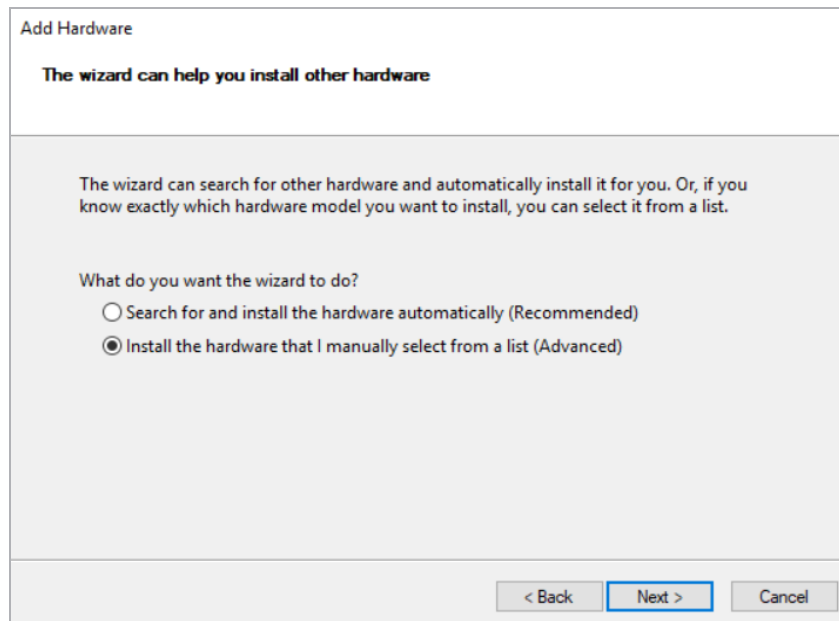 Add Hardware
The wizard can help you install other hardware
The wizard can search for other hardware and automatically install it for you. Or, if you
know exactly which hardware model you want to install, you can select it from a list.
What do you want the wizard to do?
Search for and install the hardware automatically (Recommended)
Install the hardware that I manually select from a list (Advanced)
< Back Next > Cancel